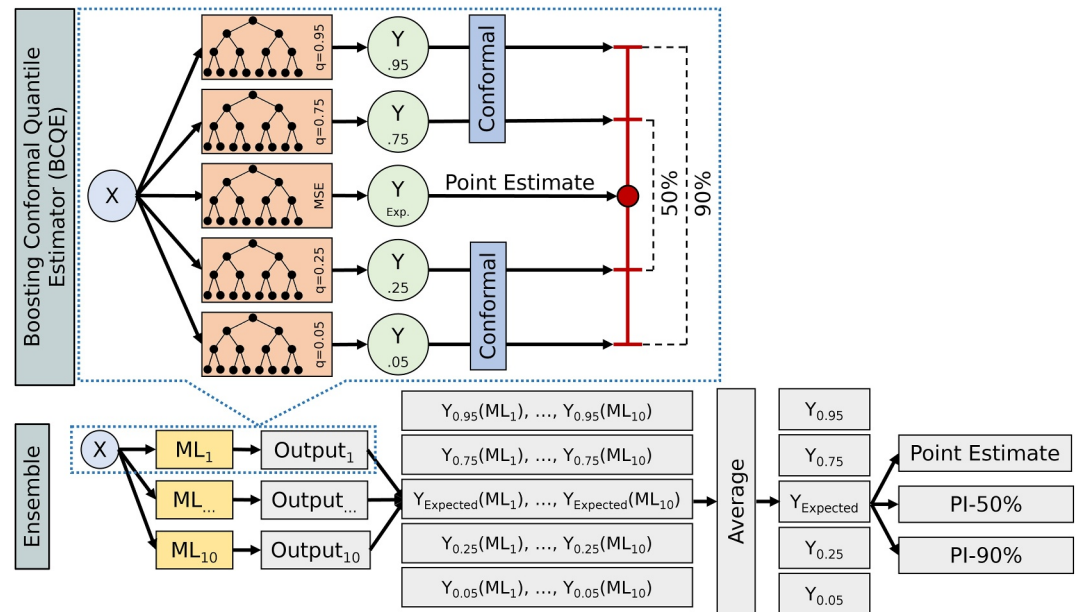 Boosting Conformal Quantile
Estimator (BCQE)
X
q=0.95
Y
.95
q=0.75
Y
.75
Conformal
MSE
Y
Exp.
Point Estimate
q=0.25
Y
.25
q=0.05
Y
.05
Conformal
50%
90%
Ensemble
X
ML1
Output1
ML...
Output...
ML10
Output10
Y0.95(ML1), ..., Y0.95(ML10)
Y0.75(ML1), ..., Y0.75(ML10)
YExpected(ML1), ..., YExpected(ML10)
Y0.25(ML1), ..., Y0.25(ML10)
Y0.05(ML1), ..., Y0.05(ML10)
Average
Y0.95
Y0.75
YExpected
Y0.25
Y0.05
Point Estimate
PI-50%
PI-90%